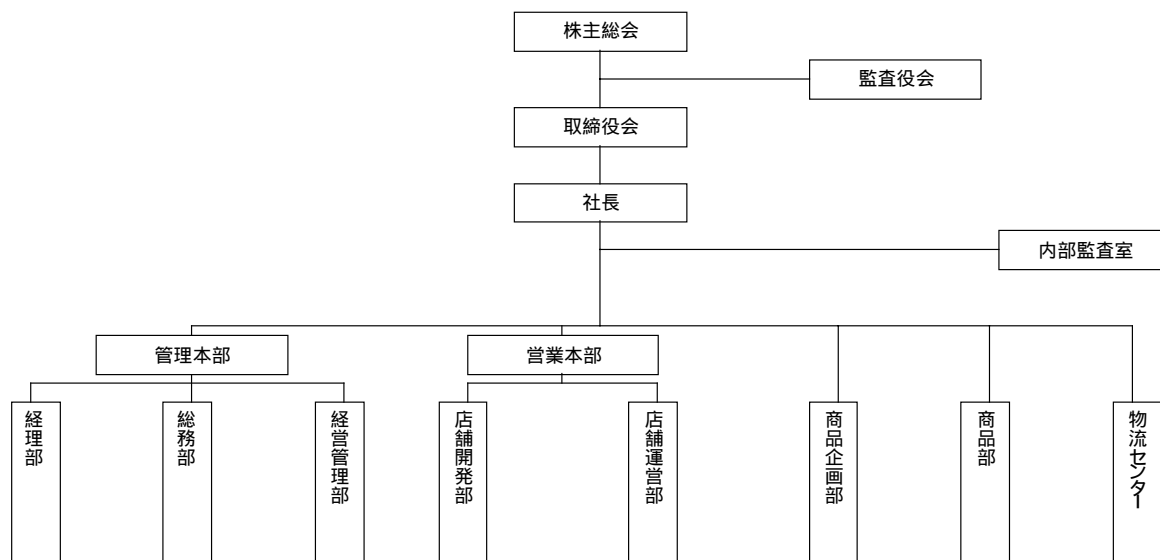 株主総会
監査役会
取締役会
社長
内部監査室
管理本部
営業本部
経理部
総務部
経営管理部
店舗開発部
店舗運営部
商品企画部
商品部
物流センター